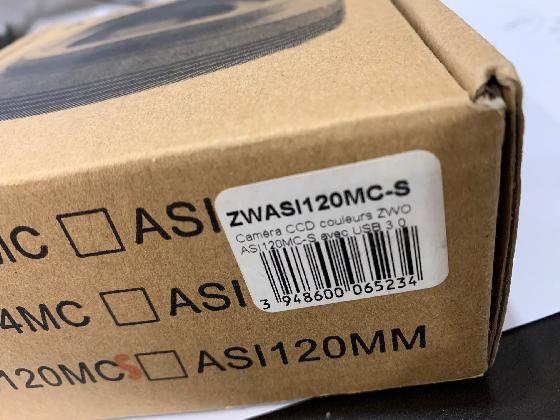 ZWASI120MC-S
Caméra CCD couleurs ZWO
ASI120MC-S avec USB 3.0
3 948600 065234
MC ASI
4MC ASI
120MCS ASI120MM